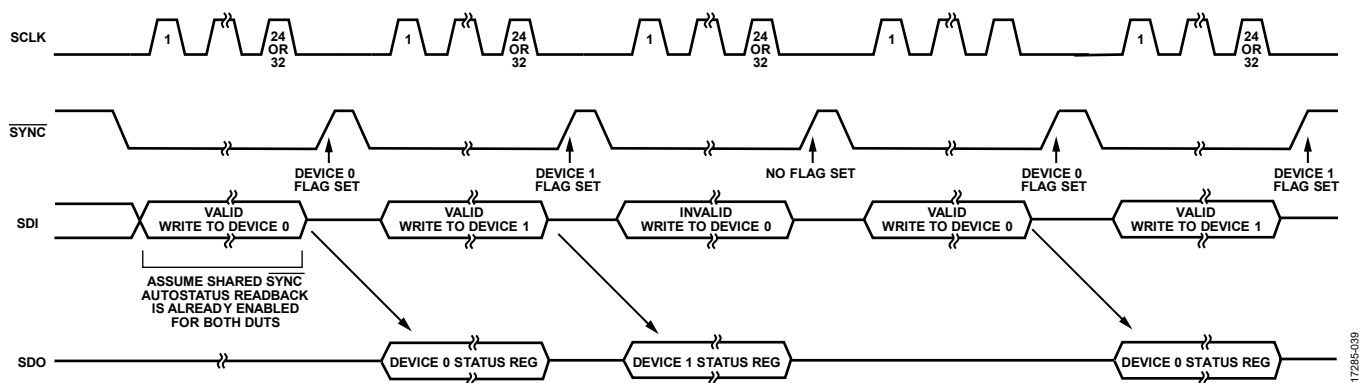 SCLK
1
24
OR
32
1
24
OR
32
1
24
OR
32
1
1
24
OR
32
SYNC
DEVICE 0
FLAG SET
DEVICE 1
FLAG SET
NO FLAG SET
DEVICE 0
FLAG SET
DEVICE 1
FLAG SET
SDI
VALID
WRITE TO DEVICE 0
VALID
WRITE TO DEVICE 1
INVALID
WRITE TO DEVICE 0
VALID
WRITE TO DEVICE 0
VALID
WRITE TO DEVICE 1
ASSUME SHARED SYNC
AUTOSTATUS READBACK
IS ALREADY ENABLED
FOR BOTH DUTS
SDO
DEVICE 0 STATUS REG
DEVICE 1 STATUS REG
DEVICE 0 STATUS REG
17285-039